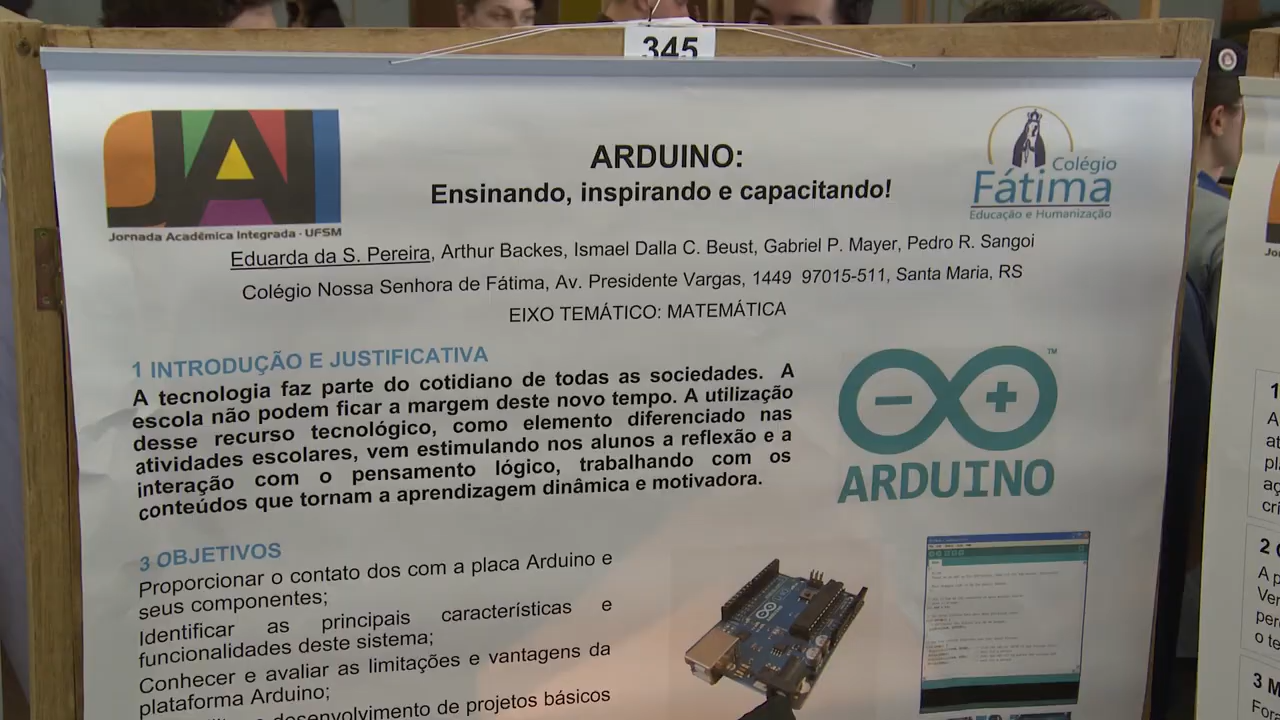 345
JAI
Jornada Acadêmica Integrada - UFSM
ARDUINO:
Ensinando, inspirando e capacitando!
Colégio
Fátima
Educação e Humanização
Eduarda da S. Pereira, Arthur Backes, Ismael Dalla C. Beust, Gabriel P. Mayer, Pedro R. Sangoi
Colégio Nossa Senhora de Fátima, Av. Presidente Vargas, 1449 97015-511, Santa Maria, RS
EIXO TEMÁTICO: MATEMÁTICA
1 INTRODUÇÃO E JUSTIFICATIVA
A tecnologia faz parte do cotidiano de todas as sociedades. A
escola não podem ficar a margem deste novo tempo. A utilização
desse recurso tecnológico, como elemento diferenciado nas
atividades escolares, vem estimulando nos alunos a reflexão e a
interação com o pensamento lógico, trabalhando com os
conteúdos que tornam a aprendizagem dinâmica e motivadora.
TM
ARDUINO
3 OBJETIVOS
Proporcionar o contato dos com a placa Arduino e
seus componentes;
Identificar as principais características e
funcionalidades deste sistema;
Conhecer e avaliar as limitações e vantagens da
plataforma Arduino;
desenvolvimento de projetos básicos
1
A
2
A p
3 M